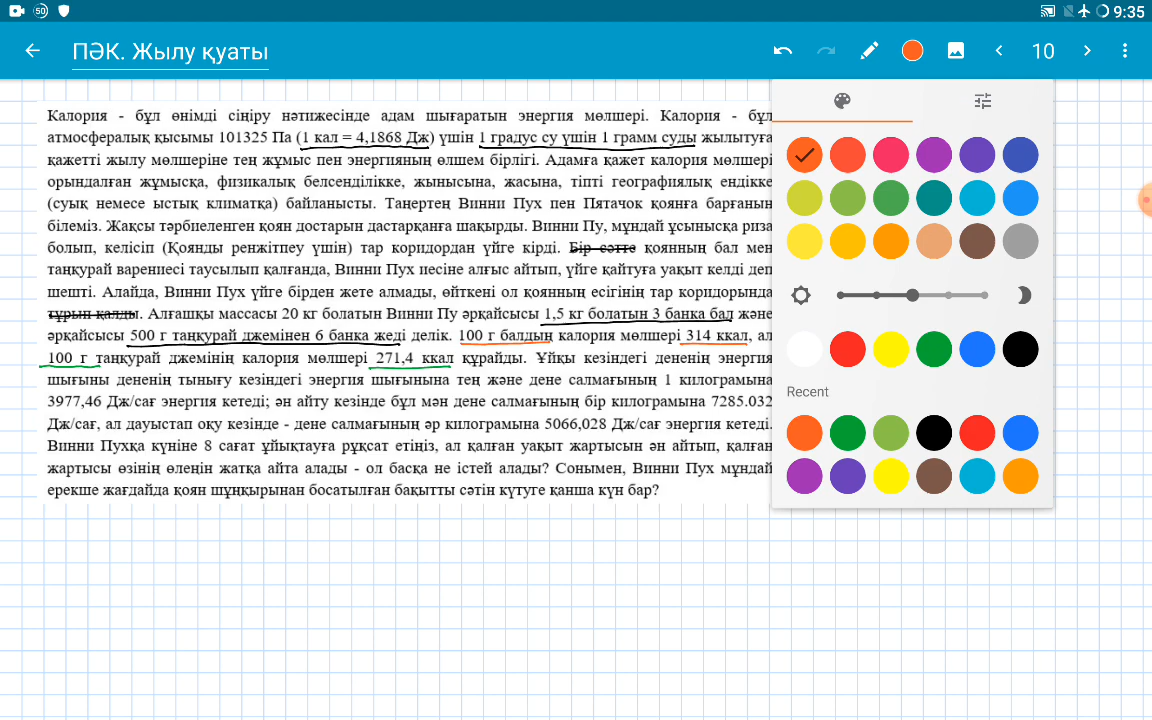 50
9:35
ПӘК. Жылу қуаты
10
Калория - бұл өнімді сіңіру нәтижесінде адам шығаратын энергия мөлшері. Калория - бұл
атмосфералық қысымы 101325 Па (1 кал = 4,1868 Дж) үшін 1 градус су үшін 1 грамм суды жылытуға
қажетті жылу мөлшеріне тең жұмыс пен энергияның өлшем бірлігі. Адамға қажет калория мөлшері
орындалған жұмысқа, физикалық белсенділікке, жынысына, жасына, тіпті географиялық ендікке
(суық немесе ыстық климатқа) байланысты. Таңертең Винни Пух пен Пятачок қоянға барғанын
білеміз. Жақсы тәрбиеленген қоян достарын дастарқанға шақырды. Винни Пу, мұндай ұсынысқа риза
болып, келісіп (Қоянды ренжітпеу үшін) тар коридордан үйге кірді. Бір сәтте қоянның бал мен
таңқурай варениесі таусылып қалғанда, Винни Пух иесіне алғыс айтып, үйге қайтуға уақыт келді деп
шешті. Алайда, Винни Пух үйге бірден жете алмады, өйткені ол қоянның есігінің тар коридорында
тұрып қалды. Алғашқы массасы 20 кг болатын Винни Пу әрқайсысы 1,5 кг болатын 3 банка бал және
әрқайсысы 500 г таңқурай джемінен 6 банка жеді делік. 100 г балдың калория мөлшері 314 ккал, ал
100 г таңқурай джемінің калория мөлшері 271,4 ккал құрайды. Ұйқы кезіндегі дененің энергия
шығыны дененің тынығу кезіндегі энергия шығынына тең және дене салмағының 1 килограмына
3977,46 Дж/сағ энергия кетеді; ән айту кезінде бұл мән дене салмағының бір килограмына 7285.032
Дж/сағ, ал дауыстап оқу кезінде - дене салмағының әр килограмына 5066,028 Дж/сағ энергия кетеді.
Винни Пухқа күніне 8 сағат ұйықтауға рұқсат етіңіз, ал қалған уақыт жартысын ән айтып, қалған
жартысы өзінің өлеңін жатқа айта алады - ол басқа не істей алады? Сонымен, Винни Пух мұндай
ерекше жағдайда қоян шұңқырынан босатылған бақытты сәтін күтуге қанша күн бар?
Recent